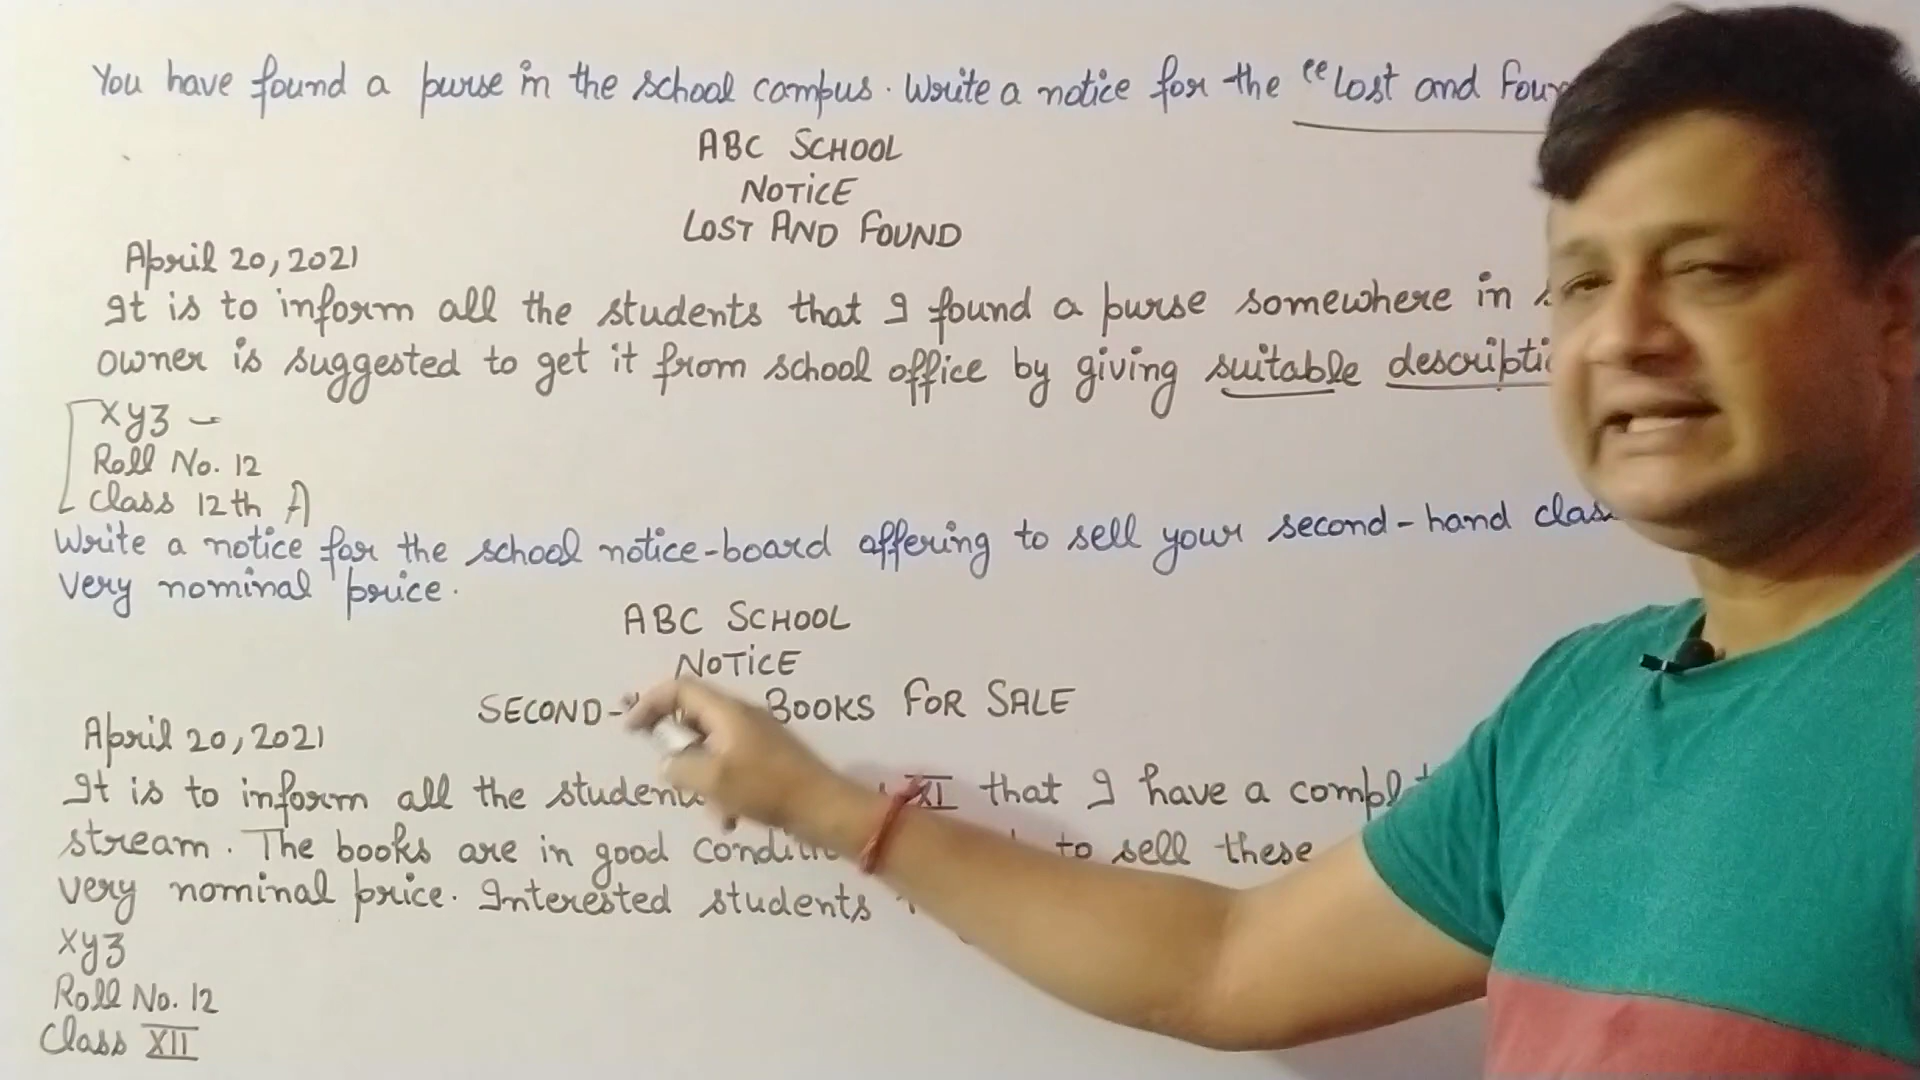 You have found a purse in the school campus. Write a notice for the "Lost and
ABC SCHOOL
NOTICE
LOST AND FOUND
April 20, 2021
It is to inform all the students that I found a purse somewhere in
owner is suggested to get it from school office by giving suitable
xyz
Roll No. 12
Class 12th A
Write a notice for the school notice-board offering to sell your second-hand
very nominal price.
ABC SCHOOL
NOTICE
SECOND- BOOKS FOR SALE
April 20, 2021
It is to inform all the XI that I have a
stream. The books are in good to sell these
very nominal price. Interested students
xyz
Roll No. 12
Class XII